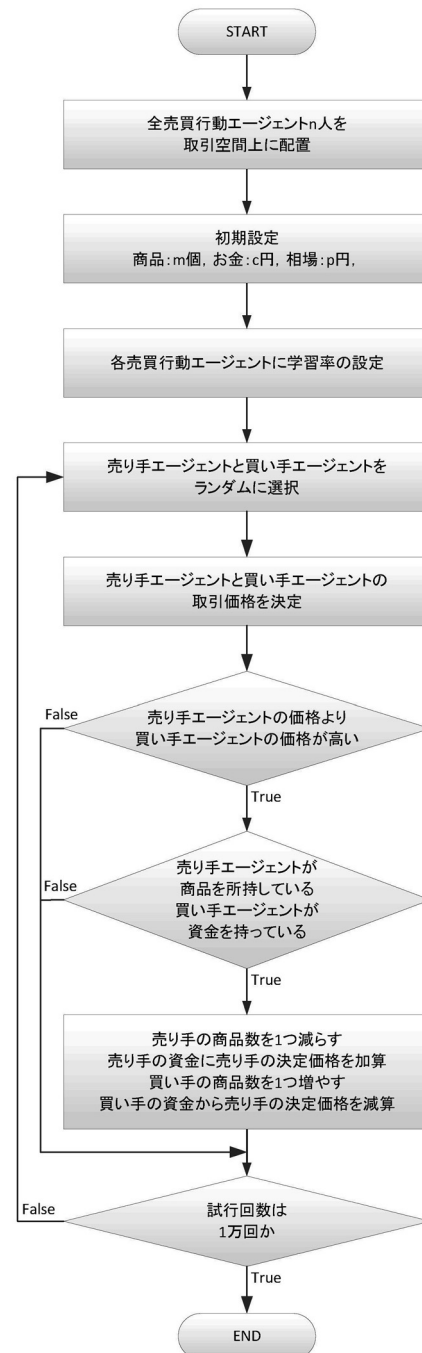 START
全売買行動エージェントn人を
取引空間上に配置
初期設定
商品:m個, お金:c円, 相場:p円,
各売買行動エージェントに学習率の設定
売り手エージェントと買い手エージェントを
ランダムに選択
売り手エージェントと買い手エージェントの
取引価格を決定
売り手エージェントの価格より
買い手エージェントの価格が高い
False
True
売り手エージェントが
商品を所持している
買い手エージェントが
資金を持っている
False
True
売り手の商品数を1つ減らす
売り手の資金に売り手の決定価格を加算
買い手の商品数を1つ増やす
買い手の資金から売り手の決定価格を減算
試行回数は
1万回か
False
True
END